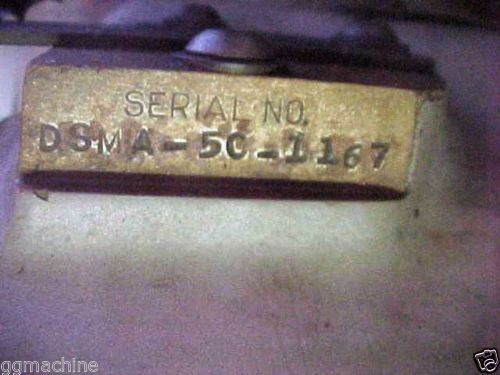 SERIAL NO.
DSMA-50-1167
ggmachine